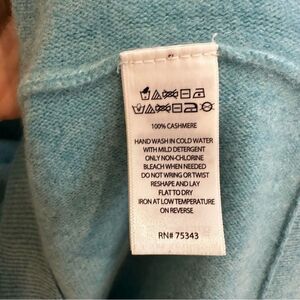 100% CASHMERE
HAND WASH IN COLD WATER
WITH MILD DETERGENT
ONLY NON-CHLORINE
BLEACH WHEN NEEDED
DO NOT WRING OR TWIST
RESHAPE AND LAY
FLAT TO DRY
IRON AT LOW TEMPERATURE
ON REVERSE
RN# 75343